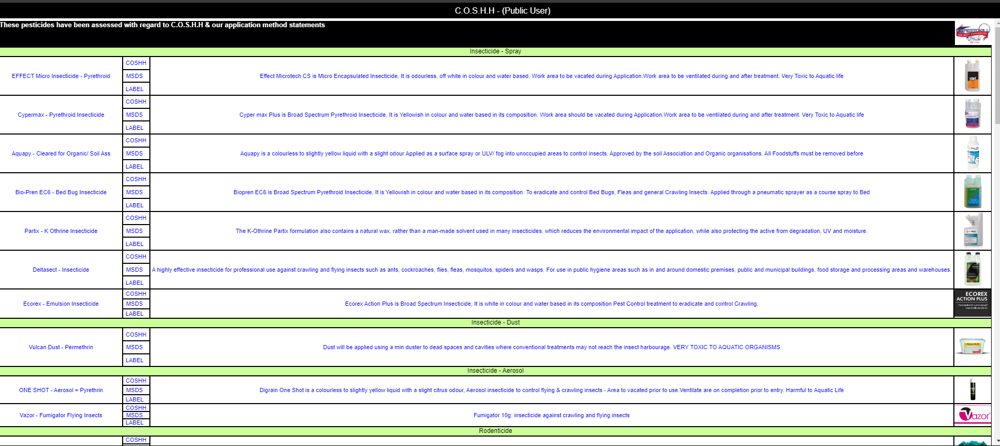 C.O.S.H.H - (Public User)
These pesticides have been assessed with regard to C.O.S.H.H & our application method statements
Insecticide - Spray
EFFECT Micro Insecticide - Pyrethroid
COSHH
MSDS
LABEL
Effect Microtech CS is Micro Encapsulated Insecticide, It is odourless, off white in colour and water based. Work area to be vacated during Application.Work area to be ventilated during and after treatment. Very Toxic to Aquatic life
Effect
Cypermax - Pyrethroid Insecticide
COSHH
MSDS
LABEL
Cyper max Plus is Broad Spectrum Pyrethroid Insecticide, It is Yellowish in colour and water based in its composition. Work area should be vacated during Application.Work area to be ventilated during and after treatment. Very Toxic to Aquatic life
Aquapy - Cleared for Organic/ Soil Ass
COSHH
MSDS
LABEL
Aquapy is a colourless to slightly yellow liquid with a slight odour Applied as a surface spray or ULV/ fog into unoccupied areas to control insects. Approved by the soil Association and Organic organisations. All Foodstuffs must be removed before
Bio-Pren EC6 - Bed Bug Insecticide
COSHH
MSDS
LABEL
Biopren EC6 is Broad Spectrum Pyrethroid Insecticide, It is Yellowish in colour and water based in its composition. To eradicate and control Bed Bugs, Fleas and general Crawling Insects. Applied through a pneumatic sprayer as a course spray to Bed
Partix - K Othrine Insecticide
COSHH
MSDS
LABEL
The K-Othrine Partix formulation also contains a natural wax, rather than a man-made solvent used in many insecticides, which reduces the environmental impact of the application, while also protecting the active from degradation, UV and moisture.
Deltasect - Insecticide
COSHH
MSDS
LABEL
A highly effective insecticide for professional use against crawling and flying insects such as ants, cockroaches, flies, fleas, mosquitos, spiders and wasps. For use in public hygiene areas such as in and around domestic premises, public and municipal buildings, food storage and processing areas and warehouses.
Ecorex - Emulsion Insecticide
COSHH
MSDS
LABEL
Ecorex Action Plus is Broad Spectrum Insecticide, It is white in colour and water based in its composition Pest Control treatment to eradicate and control Crawling,
ECOREX
ACTION PLUS
Concentrated water-based
insecticide emulsion
Insecticide - Dust
Vulcan Dust - Permethrin
COSHH
MSDS
LABEL
Dust will be applied using a min duster to dead spaces and cavities where conventional treatments may not reach the insect harbourage. VERY TOXIC TO AQUATIC ORGANISMS
Insecticide - Aerosol
ONE SHOT - Aerosol = Pyrethrin
COSHH
MSDS
LABEL
Digrain One Shot is a colourless to slightly yellow liquid with a slight citrus odour, Aerosol insecticide to control flying & crawling insects - Area to vacated prior to use.Ventilate are on completion prior to entry. Harmful to Aquatic Life
Vazor - Fumigator Flying Insects
COSHH
MSDS
LABEL
Fumigator 10g: insecticide against crawling and flying insects
Vazor
Rodenticide
COSHH